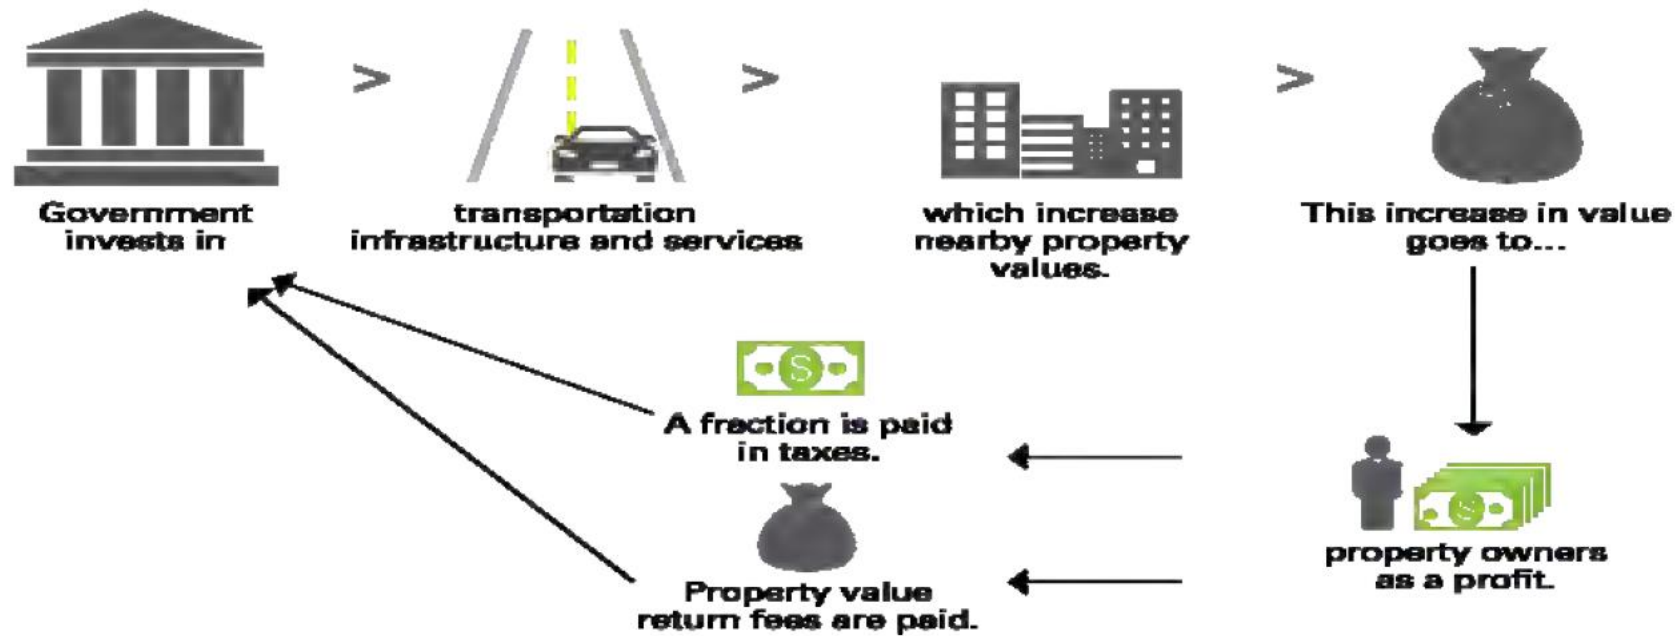 >
>
>
Government
invests in
transportation
infrastructure and services
which increase
nearby property
values.
This increase in value
goes to...
$
A fraction is paid
in taxes.
$
property owners
as a profit.
Property value
return fees are paid.